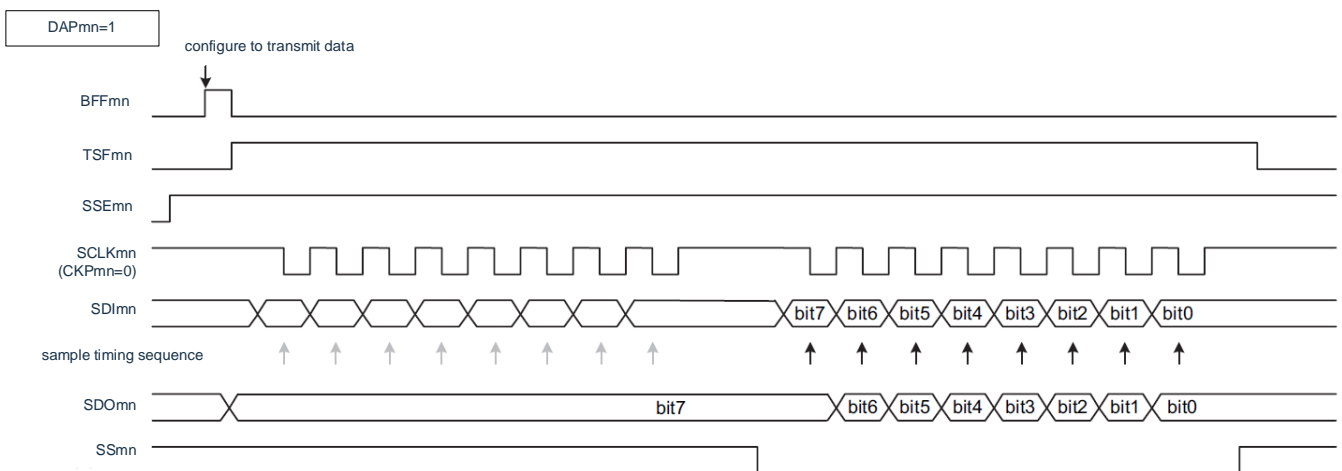 DAPmn=1
configure to transmit data
BFFmn
TSFmn
SSEmn
SCLKmn
(CKPmn=0)
SDImn
bit7 bit6 bit5 bit4 bit3 bit2 bit1 bit0
sample timing sequence
SDOmn
bit7 bit6 bit5 bit4 bit3 bit2 bit1 bit0
SSmn